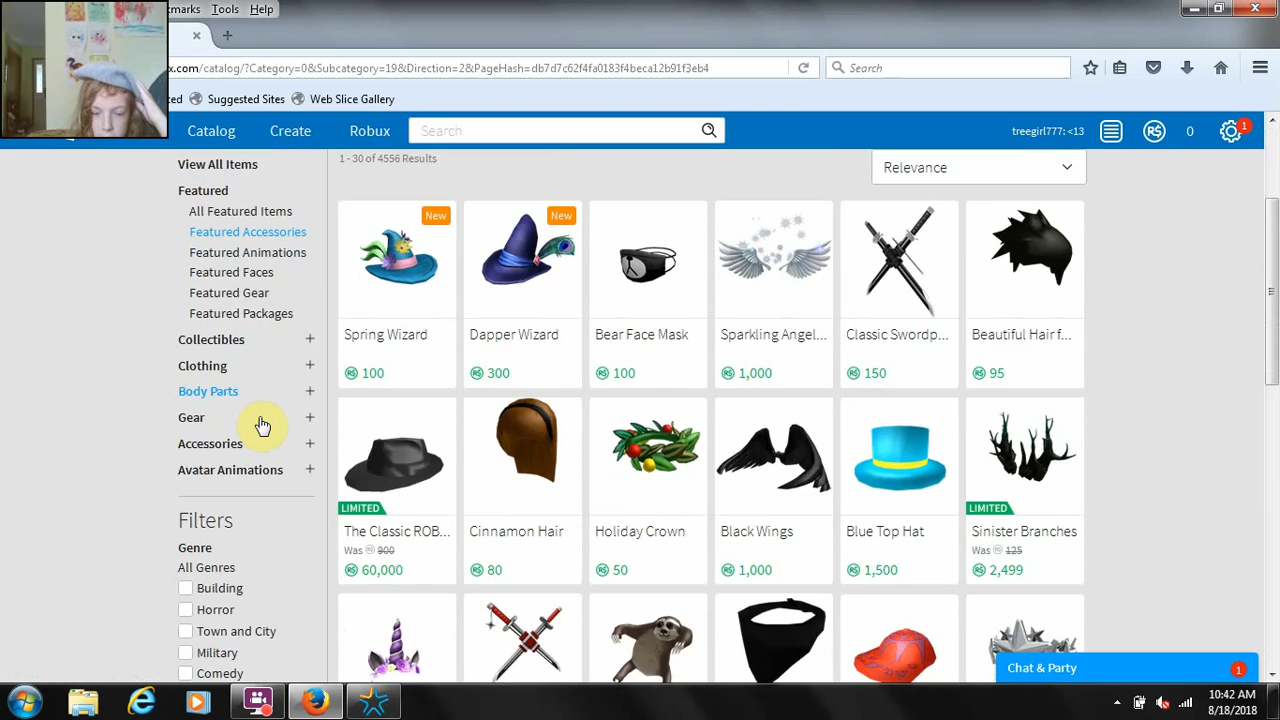 Bookmarks Tools Help
x.com/catalog/?Category=0&Subcategory=19&Direction=2&PageHash=db7d7c62f4fa0183f4beca12b91f3eb4
Search
Suggested Sites
Web Slice Gallery
Catalog
Create
Robux
Search
treegirl777: <13
R$
0
1
View All Items
Featured
All Featured Items
Featured Accessories
Featured Animations
Featured Faces
Featured Gear
Featured Packages
Collectibles +
Clothing +
Body Parts +
Gear +
Accessories +
Avatar Animations +
Filters
Genre
All Genres
Building
Horror
Town and City
Military
Comedy
1 - 30 of 4556 Results
Relevance
New
Spring Wizard
R$ 100
New
Dapper Wizard
R$ 300
Bear Face Mask
R$ 100
Sparkling Angel...
R$ 1,000
Classic Swordp...
R$ 150
Beautiful Hair f...
R$ 95
LIMITED
The Classic ROB...
Was 900
R$ 60,000
Cinnamon Hair
R$ 80
Holiday Crown
R$ 50
Black Wings
R$ 1,000
Blue Top Hat
R$ 1,500
LIMITED
Sinister Branches
Was 125
R$ 2,499
Chat & Party
1
10:42 AM
8/18/2018